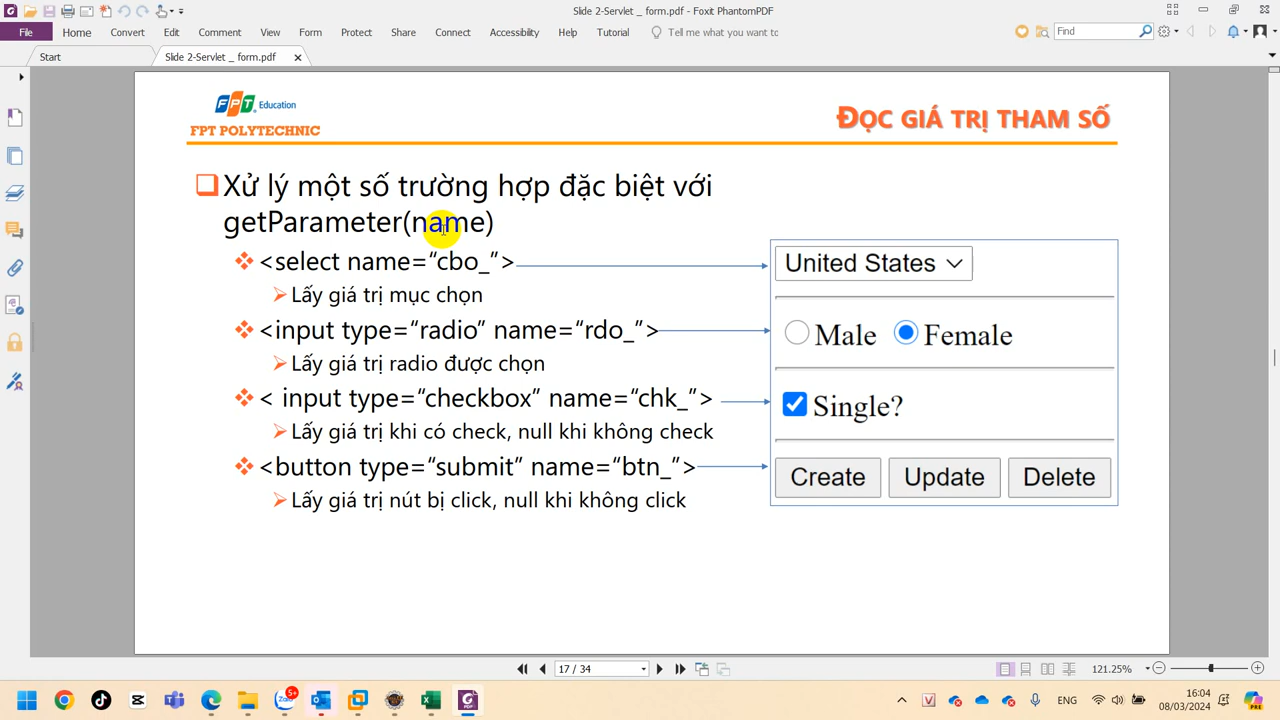 Slide 2-Servlet _ form.pdf - Foxit PhantomPDF
File Home Convert Edit Comment View Form Protect Share Connect Accessibility Help Tutorial Tell me what you want to Find
Start Slide 2-Servlet _ form.pdf
FPT Education
FPT POLYTECHNIC
ĐỌC GIÁ TRỊ THAM SỐ
Xử lý một số trường hợp đặc biệt với
getParameter(name)
<select name=“cbo_”>
United States
Lấy giá trị mục chọn
<input type=“radio” name=“rdo_”>
Male Female
Lấy giá trị radio được chọn
< input type=“checkbox” name=“chk_”>
Single?
Lấy giá trị khi có check, null khi không check
<button type=“submit” name=“btn_”>
Create Update Delete
Lấy giá trị nút bị click, null khi không click
17 / 34
121.25%
5+
Zalo
PDF
ENG
16:04
08/03/2024
PRE